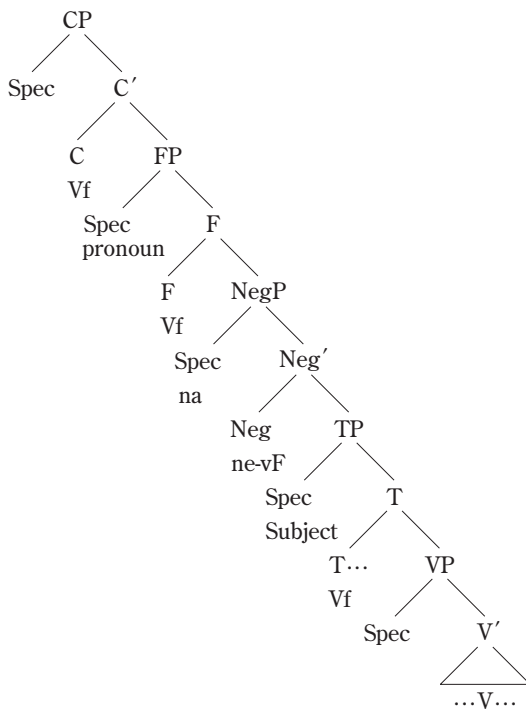 CP
Spec C′
C FP
Vf
Spec F
pronoun
F NegP
Vf
Spec Neg′
na
Neg TP
ne-vF
Spec T
Subject
T… VP
Vf
Spec V′
…V…